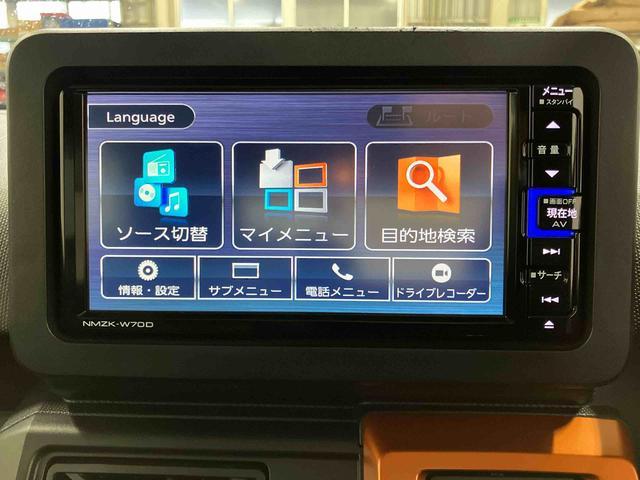 Language
ルート
ソース切替
マイメニュー
目的地検索
情報・設定
サブメニュー
電話メニュー
ドライブレコーダー
NMZK-W70D
メニュー
スタンバイ
音量
画面OFF
現在地
AV
サーチ